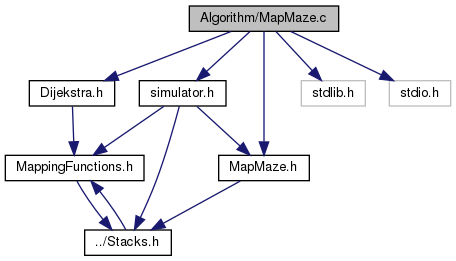 Algorithm/MapMaze.c
Dijekstra.h
simulator.h
stdlib.h
stdio.h
MappingFunctions.h
MapMaze.h
../Stacks.h